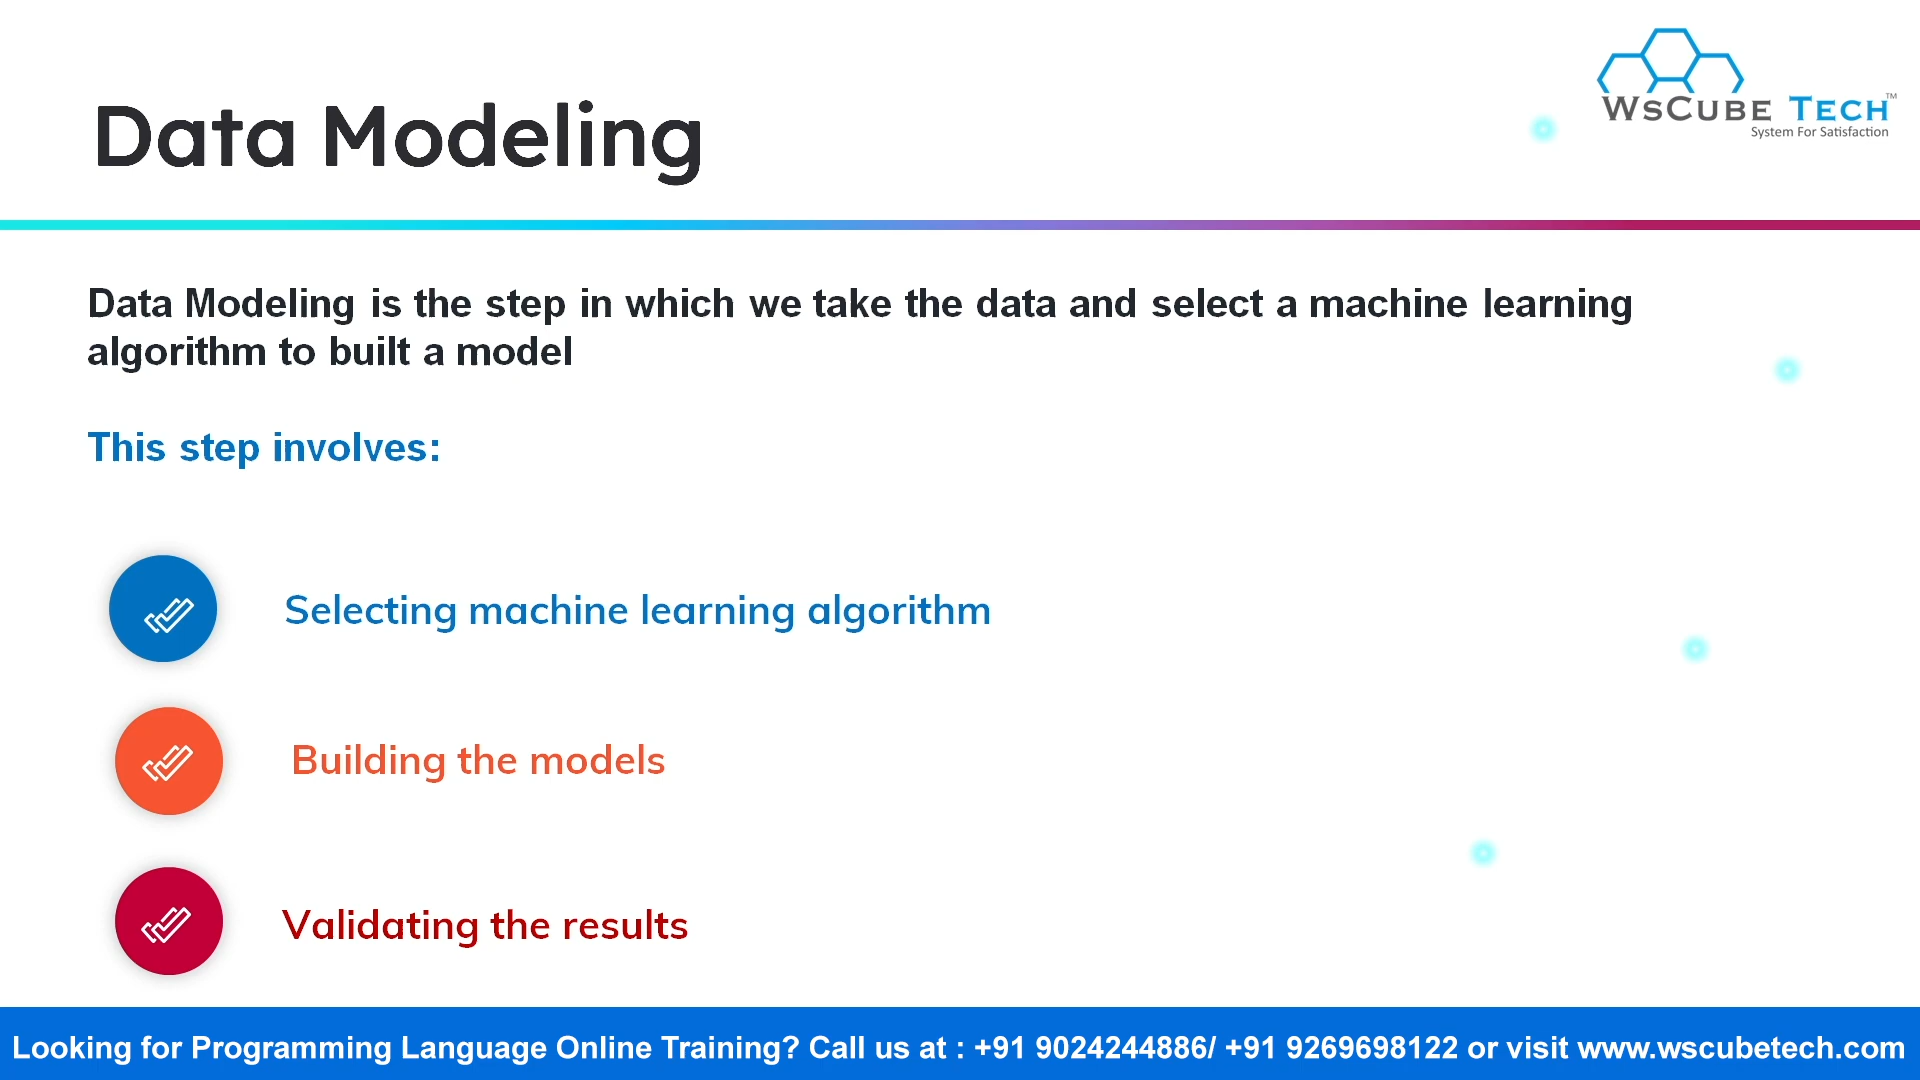 WSCUBE TECH™
System For Satisfaction
Data Modeling
Data Modeling is the step in which we take the data and select a machine learning
algorithm to built a model
This step involves:
Selecting machine learning algorithm
Building the models
Validating the results
Looking for Programming Language Online Training? Call us at : +91 9024244886/ +91 9269698122 or visit www.wscubetech.com